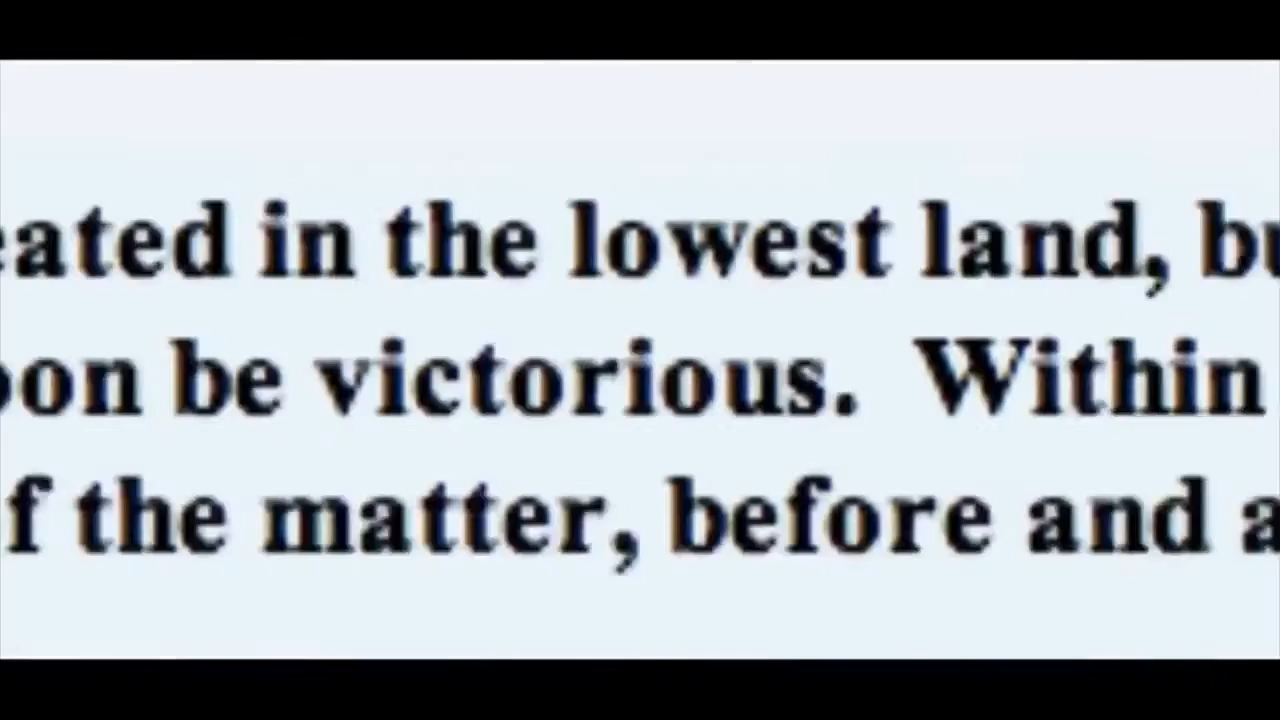 eated in the lowest land, bu
oon be victorious. Within
f the matter, before and a